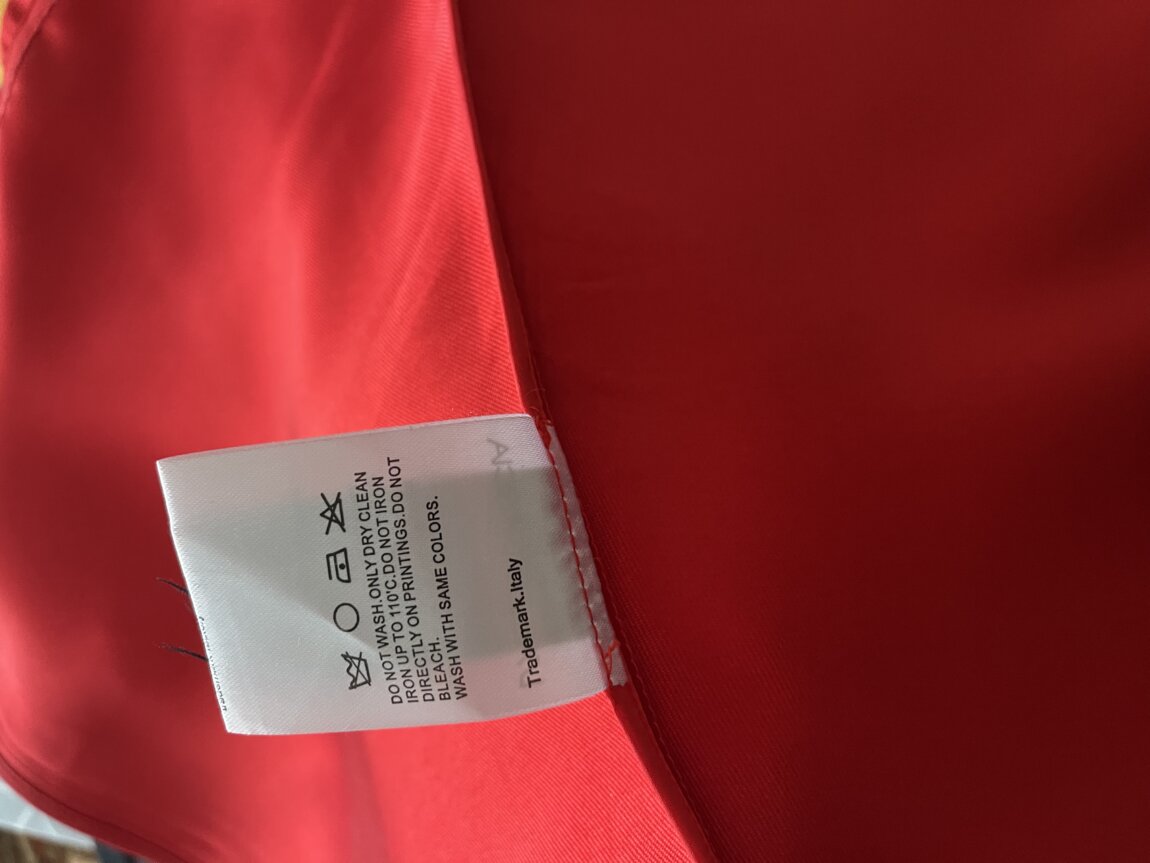 DO NOT WASH.ONLY DRY CLEAN
IRON UP TO 110'C.DO NOT IRON
DIRECTLY ON PRINTINGS.DO NOT
BLEACH.
WASH WITH SAME COLORS.
Trademark.Italy